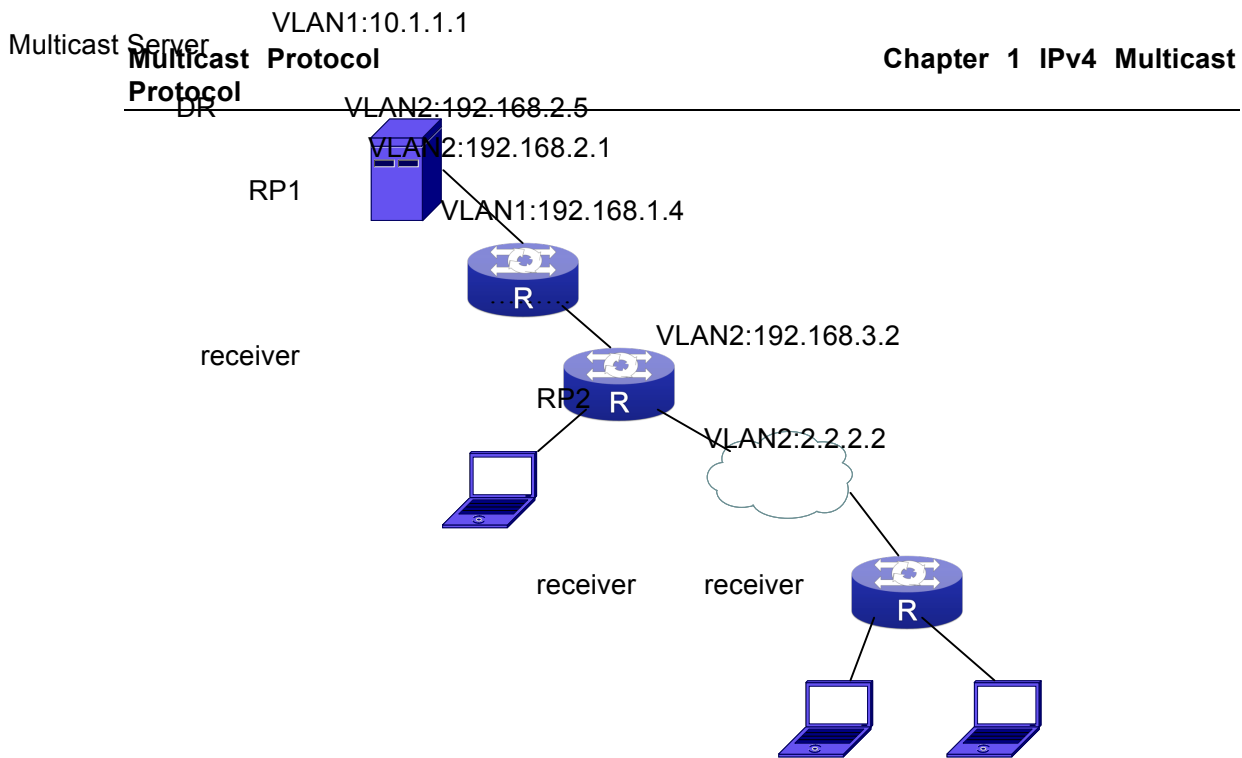 VLAN1:10.1.1.1
Multicast Server
Multicast Protocol Chapter 1 IPv4 Multicast
Protocol
DR VLAN2:192.168.2.5
VLAN2:192.168.2.1
RP1
VLAN1:192.168.1.4
R
.........
VLAN2:192.168.3.2
receiver
RP2
R
VLAN2:2.2.2.2
receiver receiver
R